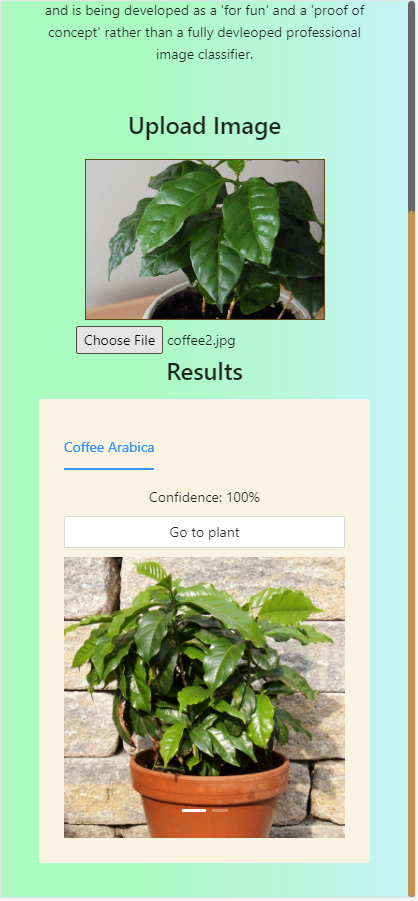 and is being developed as a 'for fun' and a 'proof of
concept' rather than a fully devleoped professional
image classifier.
Upload Image
Choose File coffee2.jpg
Results
Coffee Arabica
Confidence: 100%
Go to plant